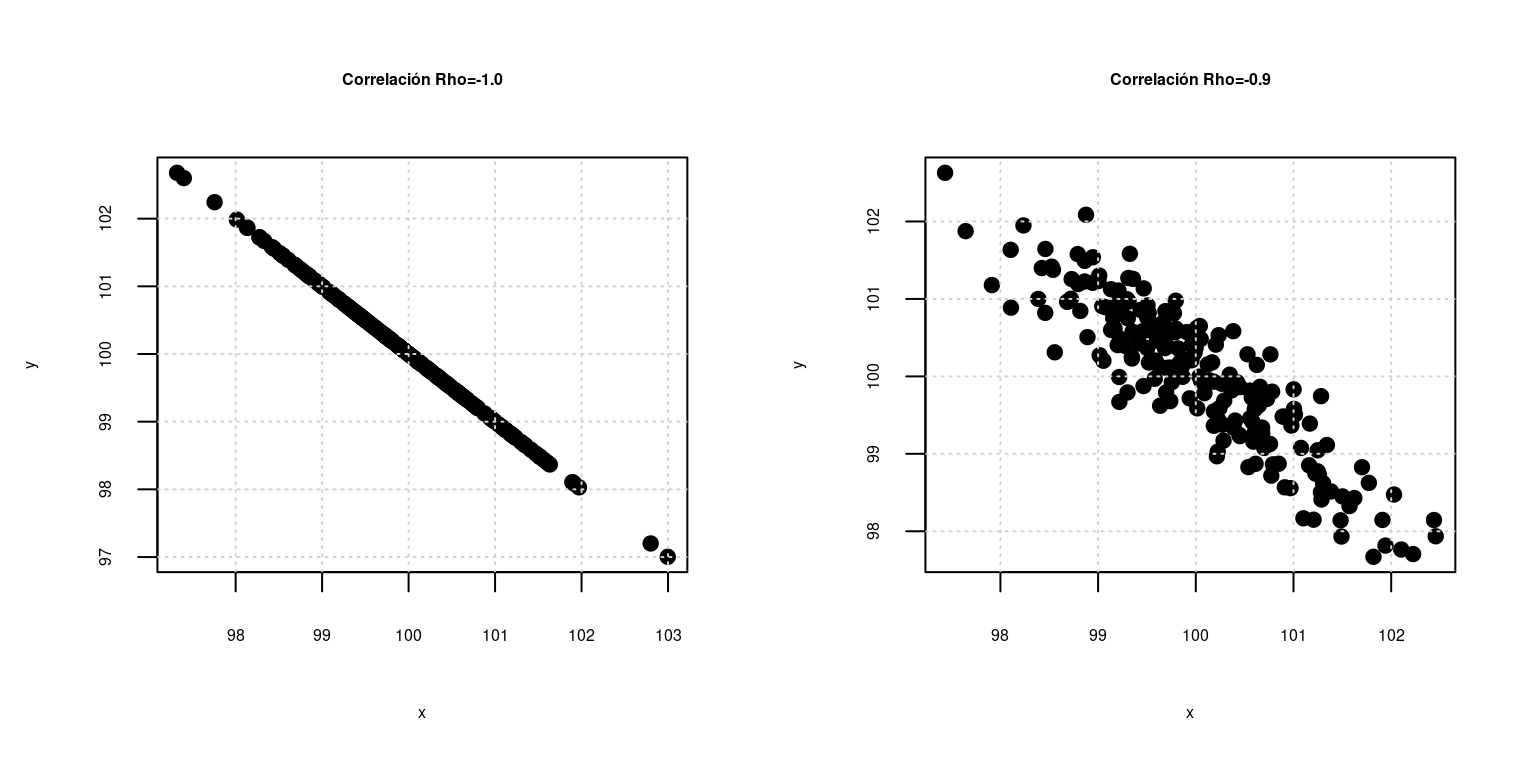 Correlación Rho=-1.0
y
102
101
100
99
98
97
98 99 100 101 102 103
x
Correlación Rho=-0.9
y
102
101
100
99
98
98 99 100 101 102
x